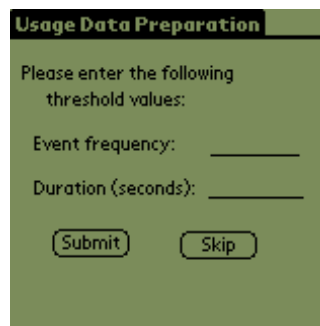 Usage Data Preparation
Please enter the following
threshold values:
Event frequency:
Duration (seconds):
Submit Skip